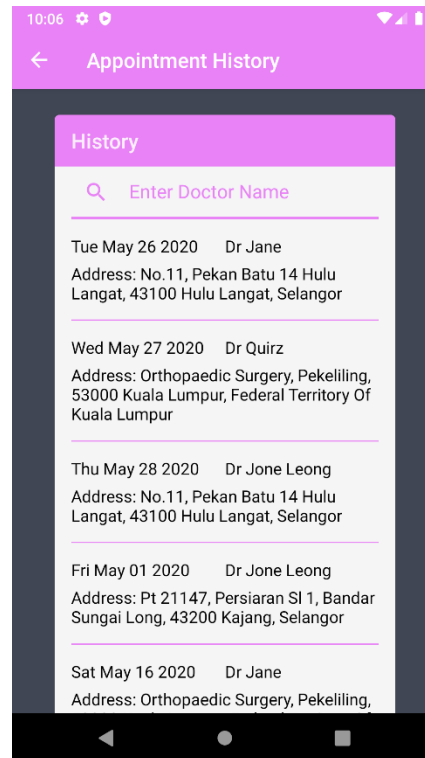 10:06
Appointment History
History
Enter Doctor Name
Tue May 26 2020 Dr Jane
Address: No.11, Pekan Batu 14 Hulu
Langat, 43100 Hulu Langat, Selangor
Wed May 27 2020 Dr Quirz
Address: Orthopaedic Surgery, Pekeliling,
53000 Kuala Lumpur, Federal Territory Of
Kuala Lumpur
Thu May 28 2020 Dr Jone Leong
Address: No.11, Pekan Batu 14 Hulu
Langat, 43100 Hulu Langat, Selangor
Fri May 01 2020 Dr Jone Leong
Address: Pt 21147, Persiaran Sl 1, Bandar
Sungai Long, 43200 Kajang, Selangor
Sat May 16 2020 Dr Jane
Address: Orthopaedic Surgery, Pekeliling,